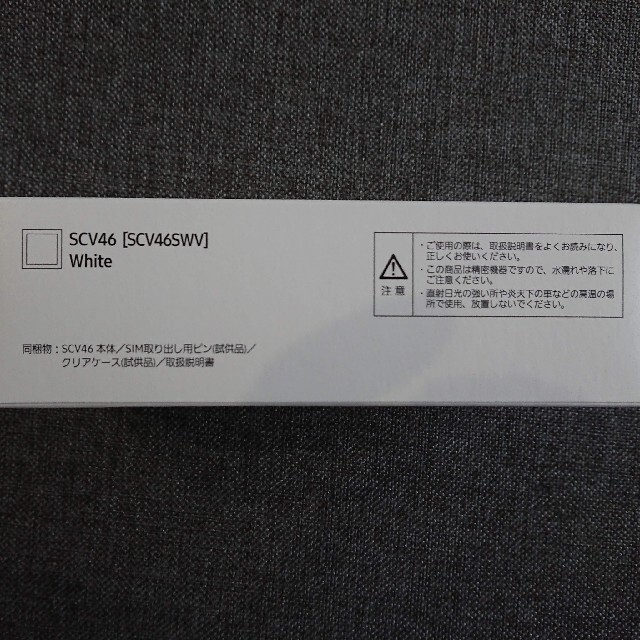 SCV46 [SCV46SWV]
White
同梱物:SCV46 本体/SIM取り出し用ピン(試供品)/
クリアケース(試供品)/取扱説明書
注 意
・ご使用の際は、取扱説明書をよくお読みになり、
正しくお使いください。
・この商品は精密機器ですので、水濡れや落下に
ご注意ください。
・直射日光の強い所や炎天下の車などの高温の場
所で使用、放置しないでください。